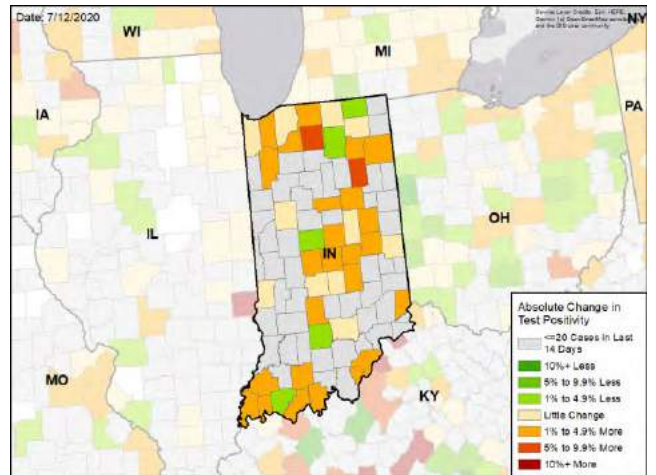 Date: 7/12/2020
WI
MI
NY
IA
PA
IL
IN
OH
MO
KY
Absolute Change in
Test Positivity
<=20 Cases In Last
14 Days
10%+ Less
5% to 9.9% Less
1% to 4.9% Less
Little Change
1% to 4.9% More
5% to 9.9% More
10%+ More